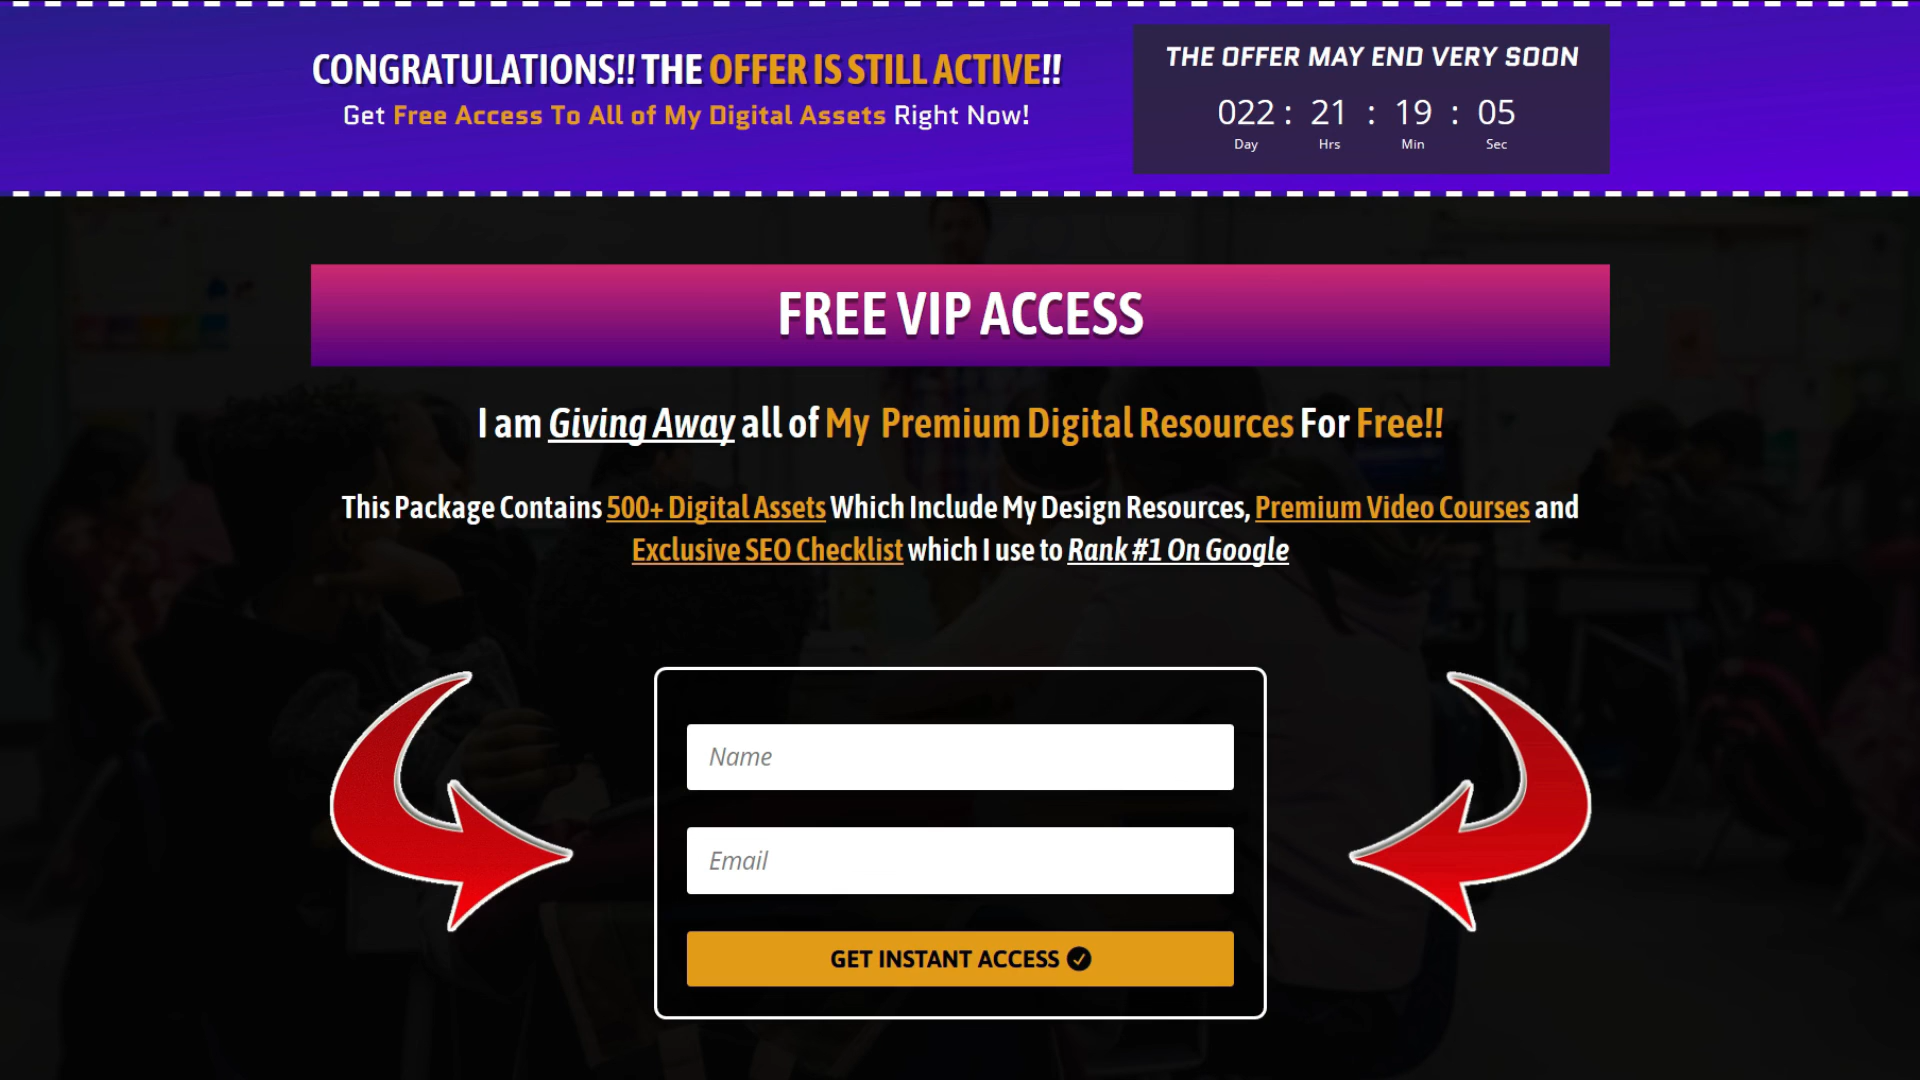 CONGRATULATIONS!! THE OFFER IS STILL ACTIVE!!
Get Free Access To All of My Digital Assets Right Now!
THE OFFER MAY END VERY SOON
022 : 21 : 19 : 05
Day Hrs Min Sec
FREE VIP ACCESS
I am Giving Away all of My Premium Digital Resources For Free!!
This Package Contains 500+ Digital Assets Which Include My Design Resources, Premium Video Courses and
Exclusive SEO Checklist which I use to Rank #1 On Google
Name
Email
GET INSTANT ACCESS